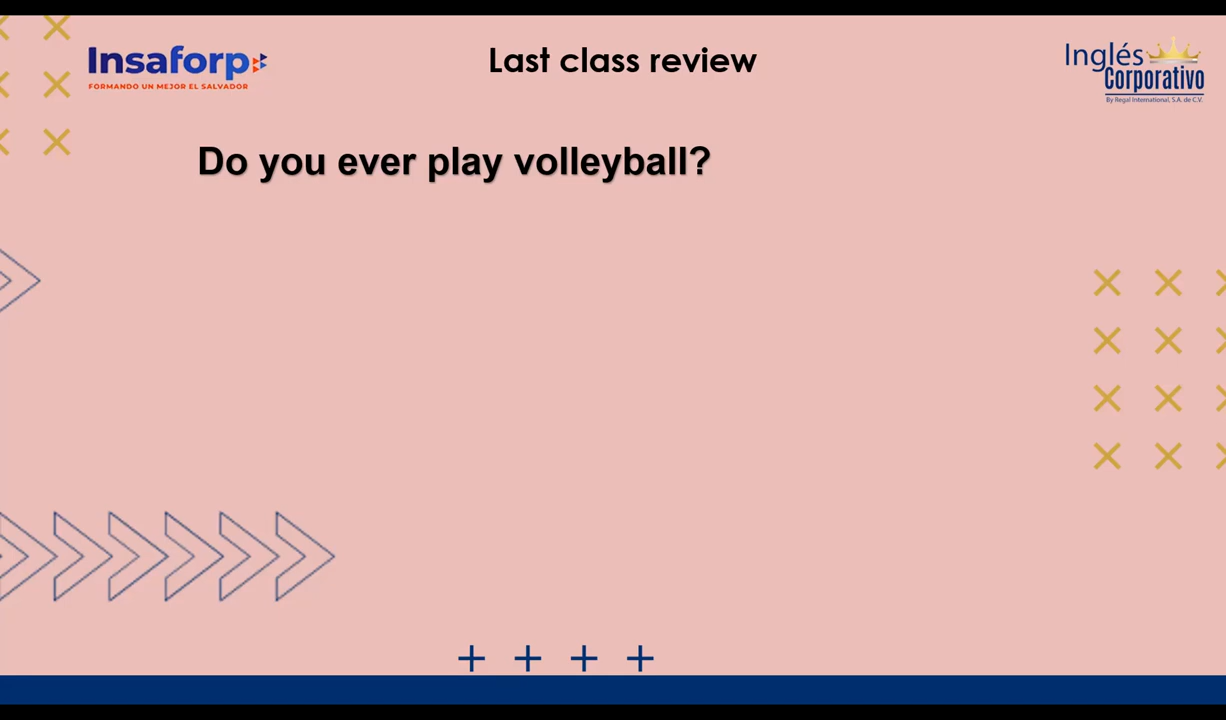 Insaforp
FORMANDO UN MEJOR EL SALVADOR
Last class review
Inglés
Corporativo
By Regal International, S.A. de C.V.
Do you ever play volleyball?